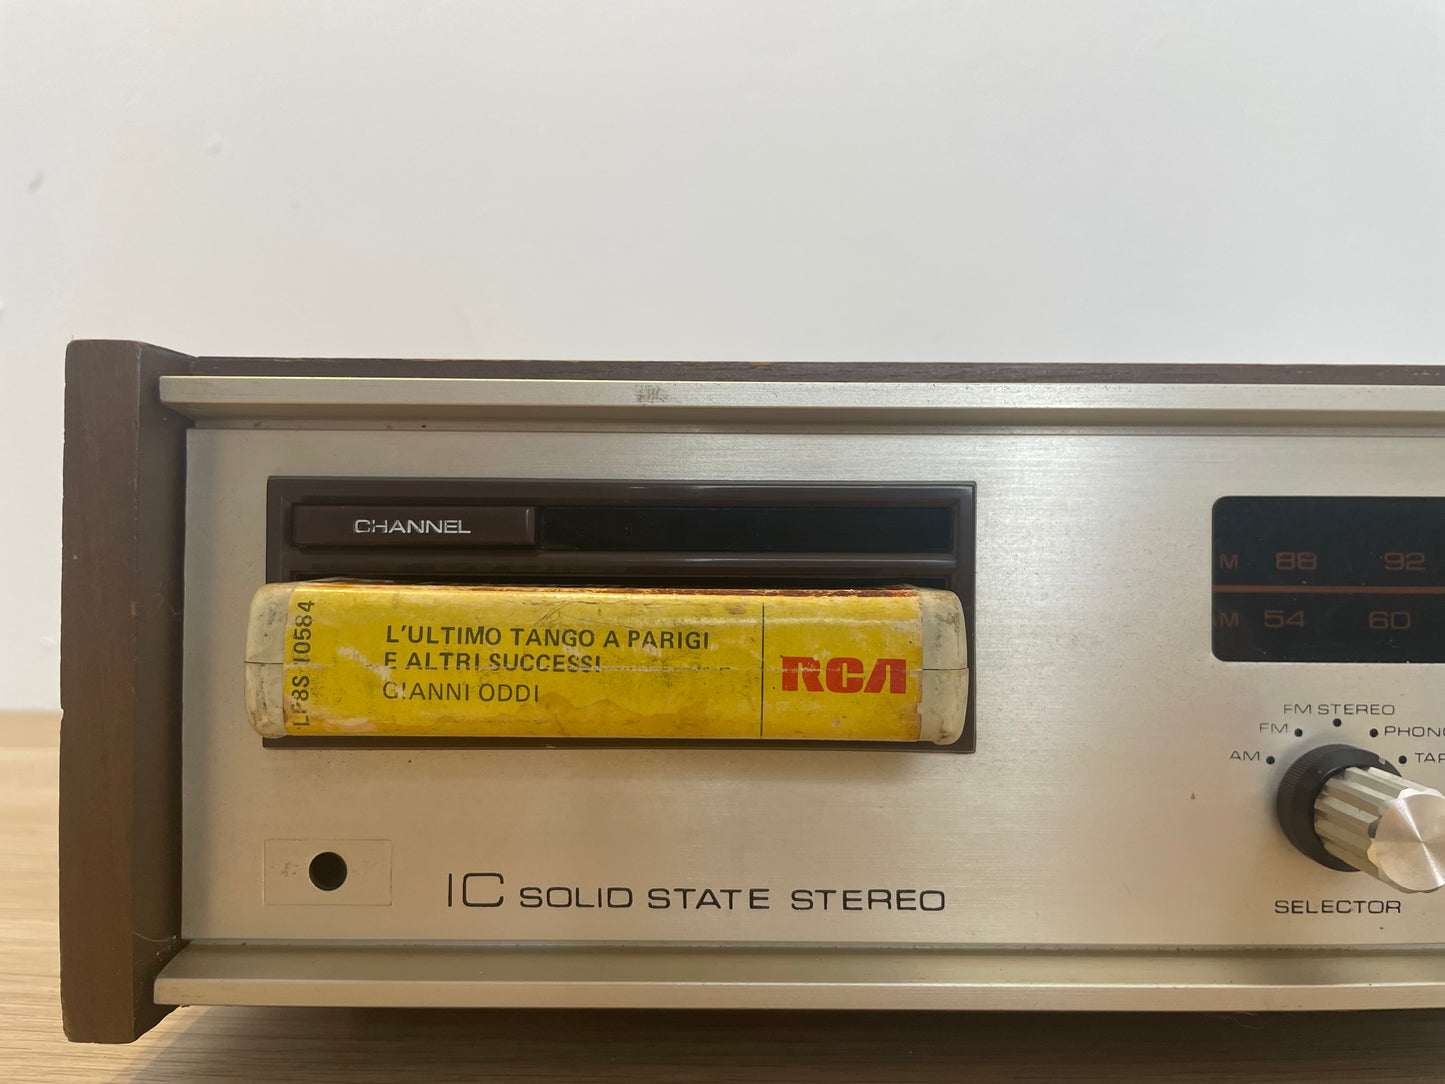 CHANNEL
LP8S 10584
L'ULTIMO TANGO A PARIGI
E ALTRI SUCCESSI
GIANNI ODDI
RCA
M 88 92
M 54 60
FM STEREO
FM
PHONO
AM
TAP
SELECTOR
IC SOLID STATE STEREO